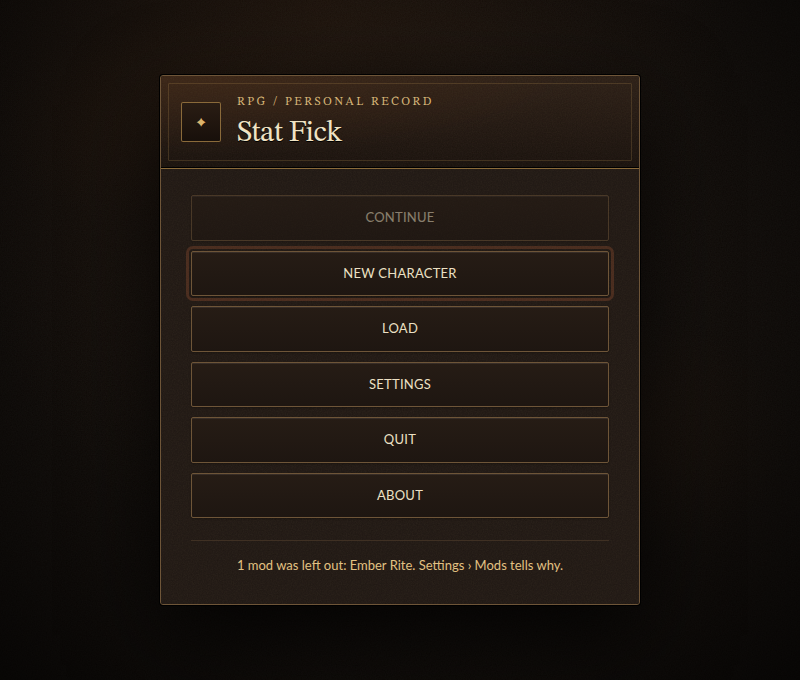 RPG / PERSONAL RECORD
Stat Fick
CONTINUE
NEW CHARACTER
LOAD
SETTINGS
QUIT
ABOUT
1 mod was left out: Ember Rite. Settings › Mods tells why.